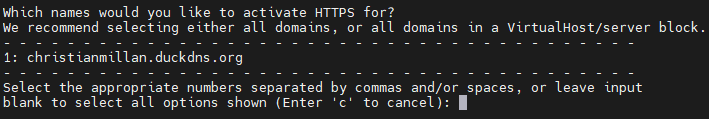 Which names would you like to activate HTTPS for?
We recommend selecting either all domains, or all domains in a VirtualHost/server block.
- - - - - - - - - - - - - - - - - - - - - - - - - - - - - - - - - - - - - - - -
1: christianmillan.duckdns.org
- - - - - - - - - - - - - - - - - - - - - - - - - - - - - - - - - - - - - - - -
Select the appropriate numbers separated by commas and/or spaces, or leave input
blank to select all options shown (Enter 'c' to cancel):